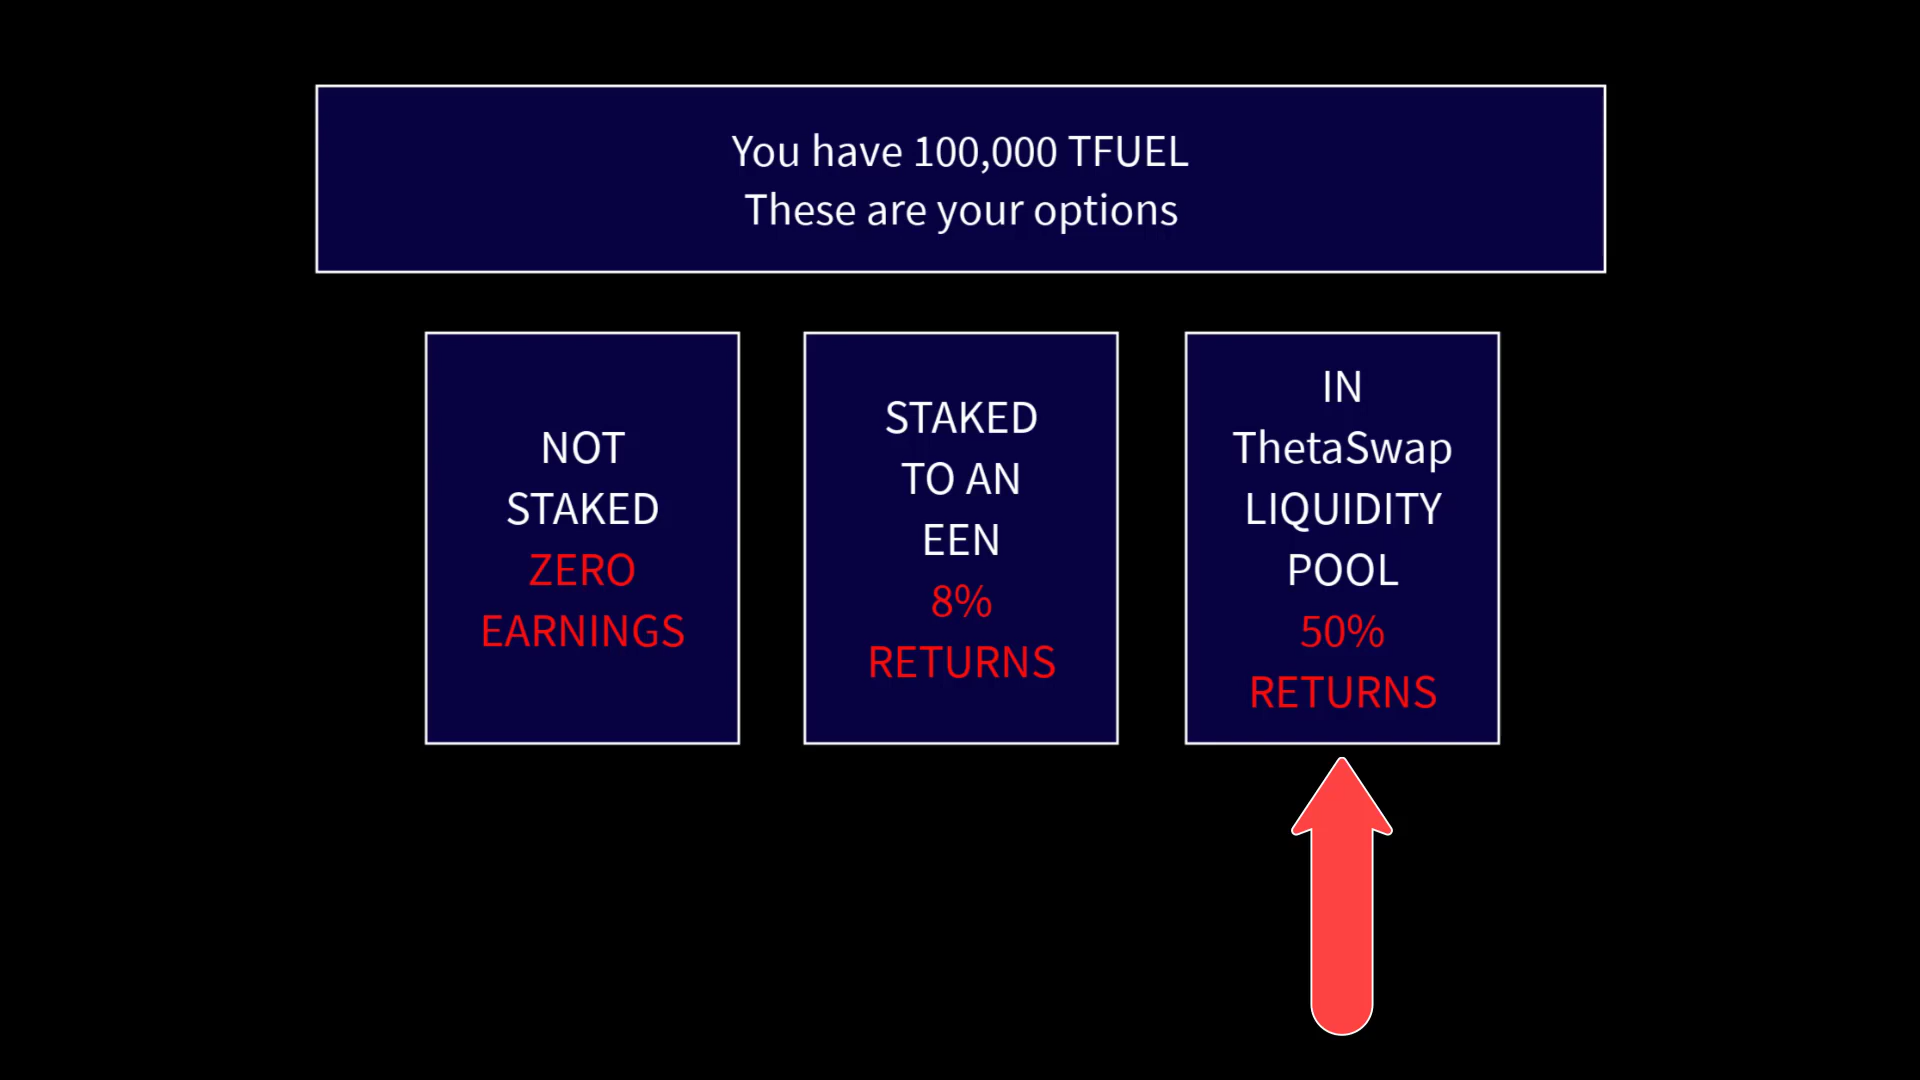 You have 100,000 TFUEL
These are your options
NOT
STAKED
ZERO
EARNINGS
STAKED
TO AN
EEN
8%
RETURNS
IN
ThetaSwap
LIQUIDITY
POOL
50%
RETURNS